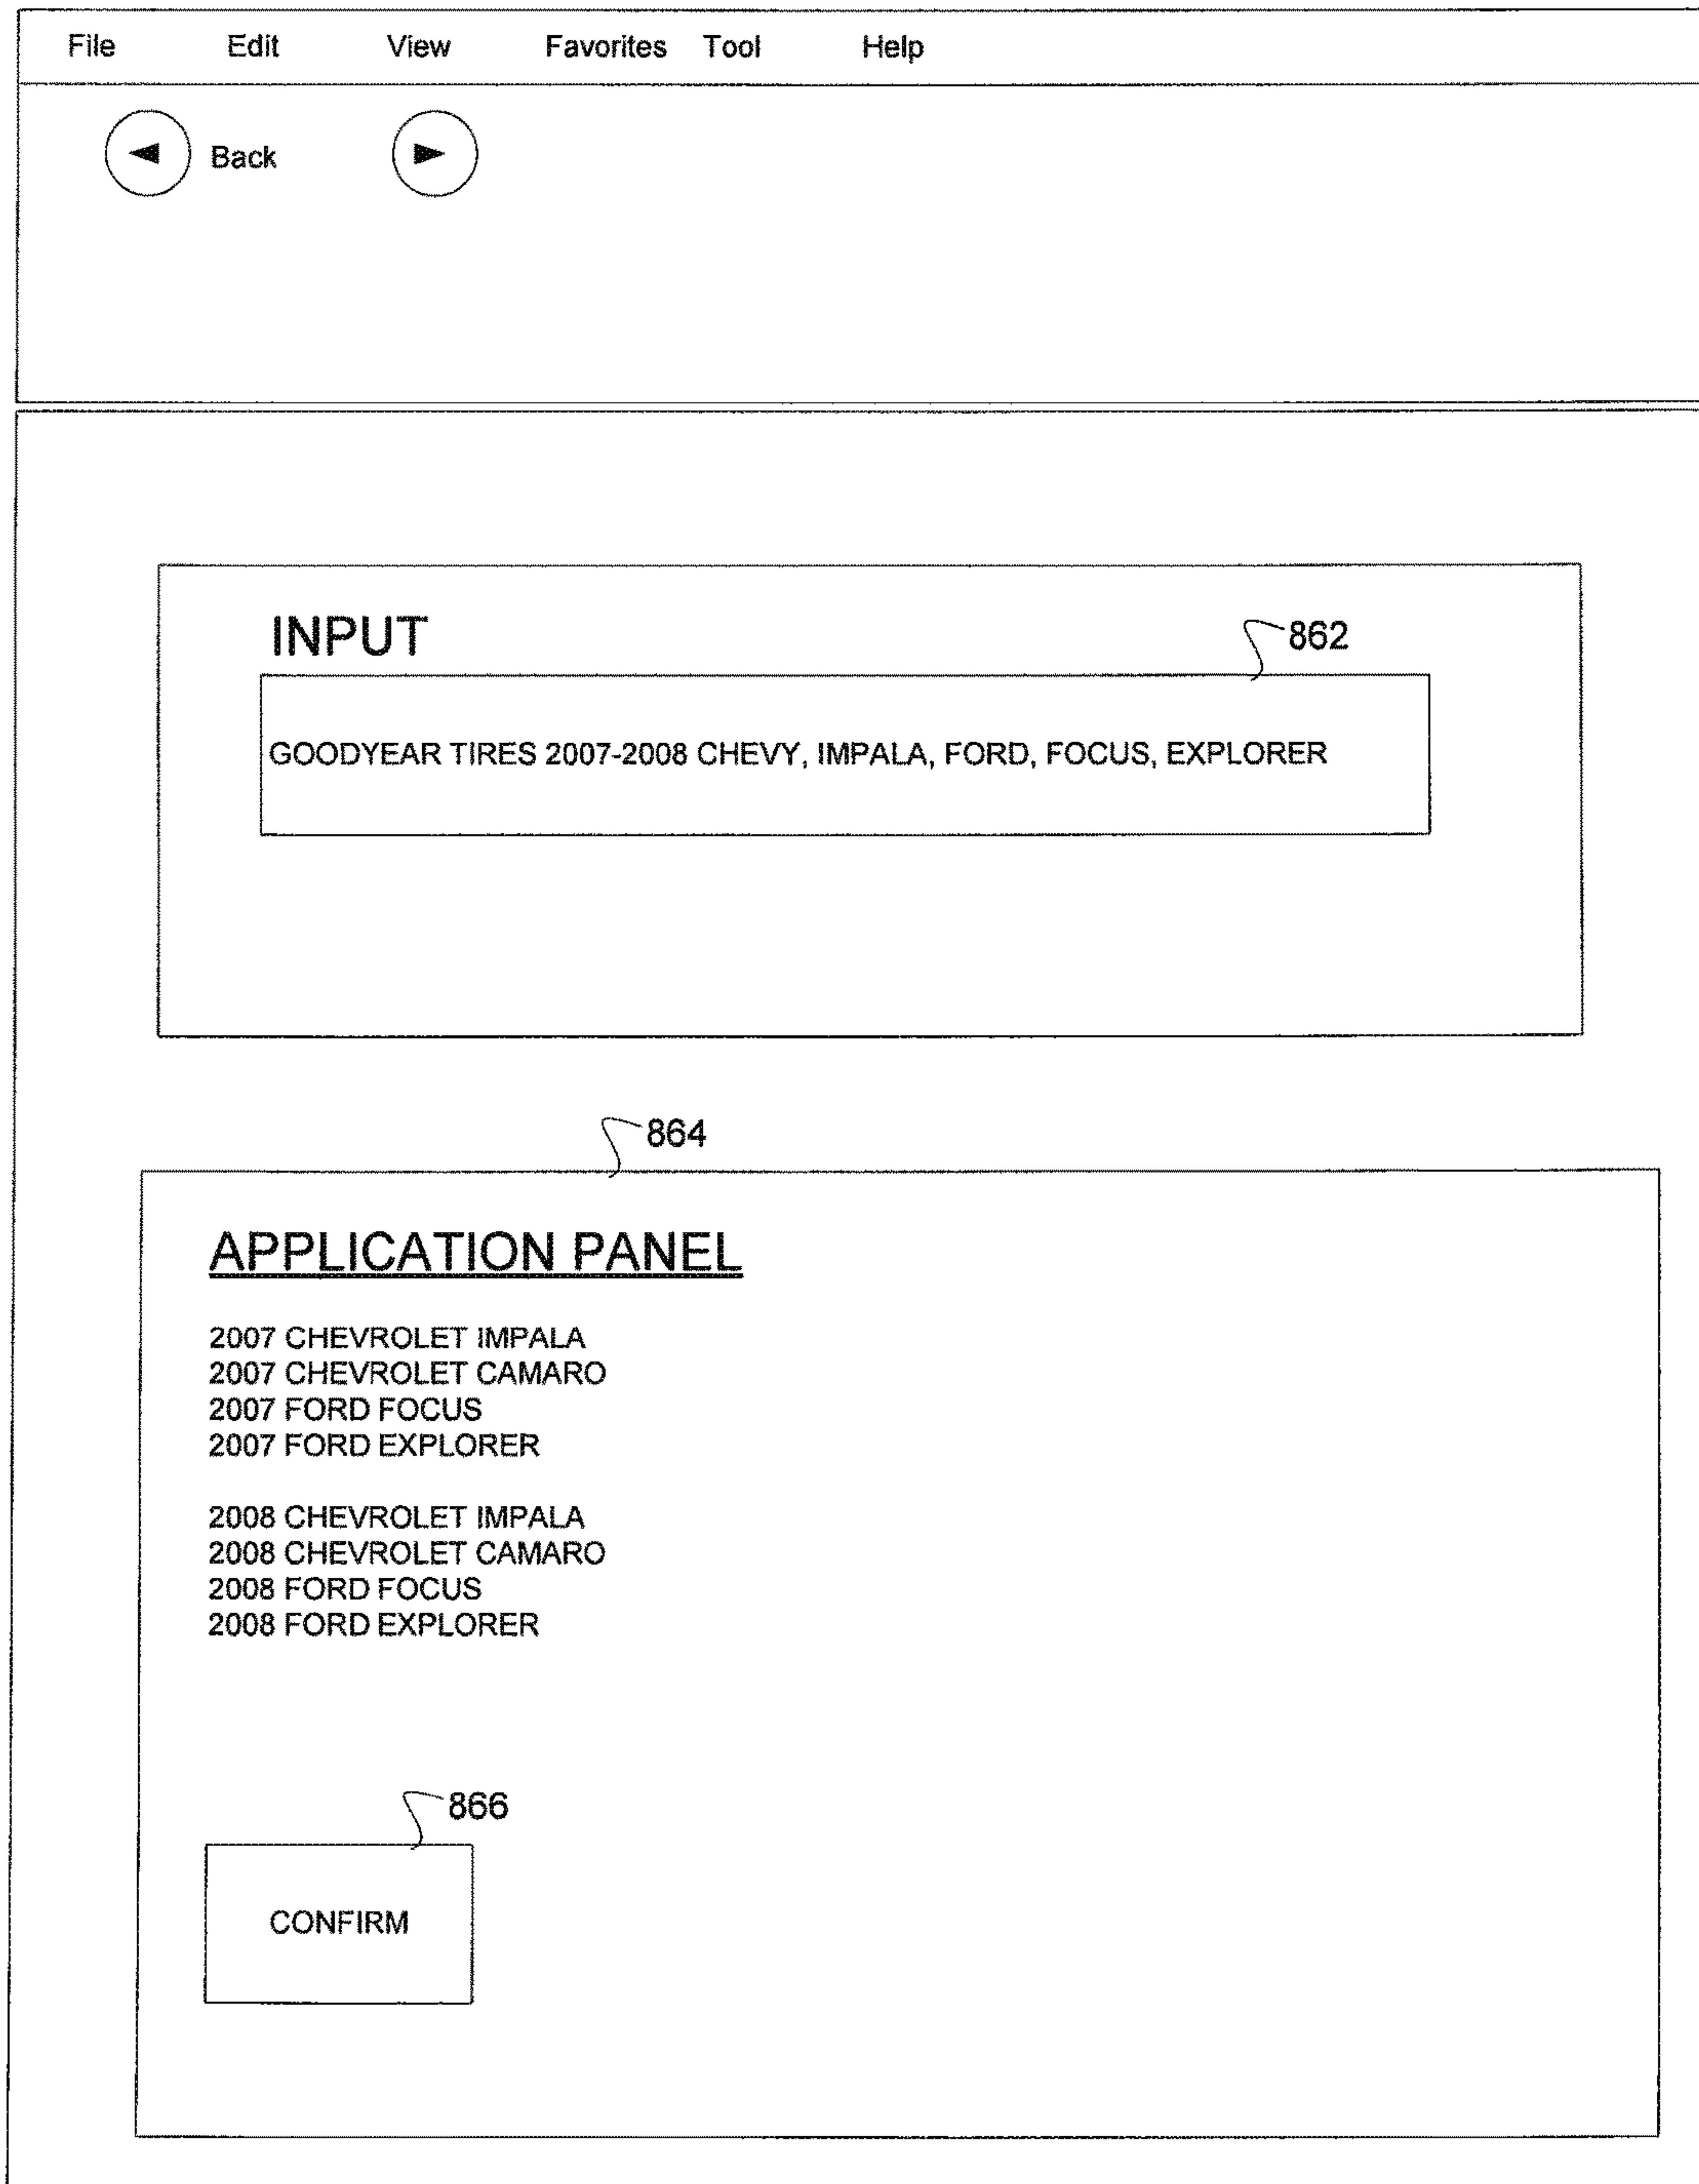 File Edit View Favorites Tool Help
Back
INPUT
862
GOODYEAR TIRES 2007-2008 CHEVY, IMPALA, FORD, FOCUS, EXPLORER
864
APPLICATION PANEL
2007 CHEVROLET IMPALA
2007 CHEVROLET CAMARO
2007 FORD FOCUS
2007 FORD EXPLORER
2008 CHEVROLET IMPALA
2008 CHEVROLET CAMARO
2008 FORD FOCUS
2008 FORD EXPLORER
866
CONFIRM